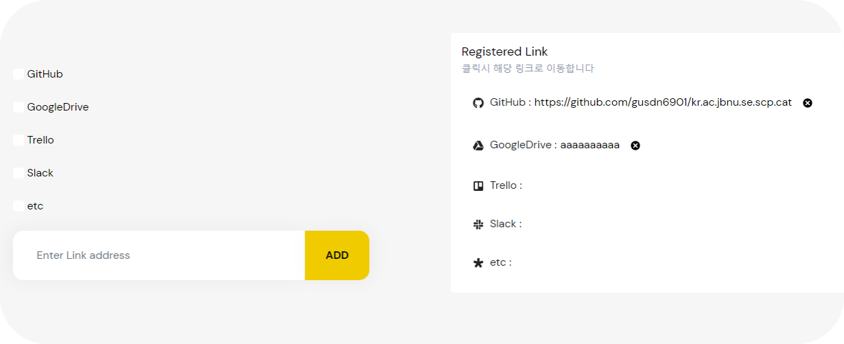 GitHub
GoogleDrive
Trello
Slack
etc
Enter Link address
ADD
Registered Link
클릭시 해당 링크로 이동합니다
GitHub : https://github.com/gusdn6901/kr.ac.jbnu.se.scp.cat
GoogleDrive : aaaaaaaaaa
Trello :
Slack :
etc :